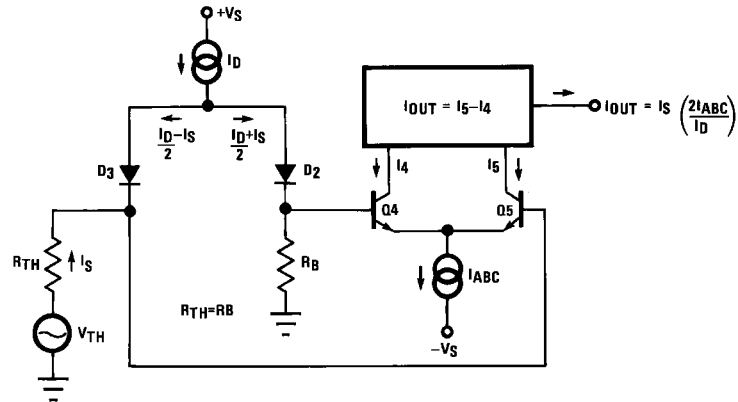 +VS
ID
ID/2 −IS
ID/2 +IS
IOUT = I5−I4
IOUT = IS (2IABC/ID)
D3
D2
I4
I5
Q4
Q5
RTH
IS
RB
IABC
RTH=RB
VTH
−VS